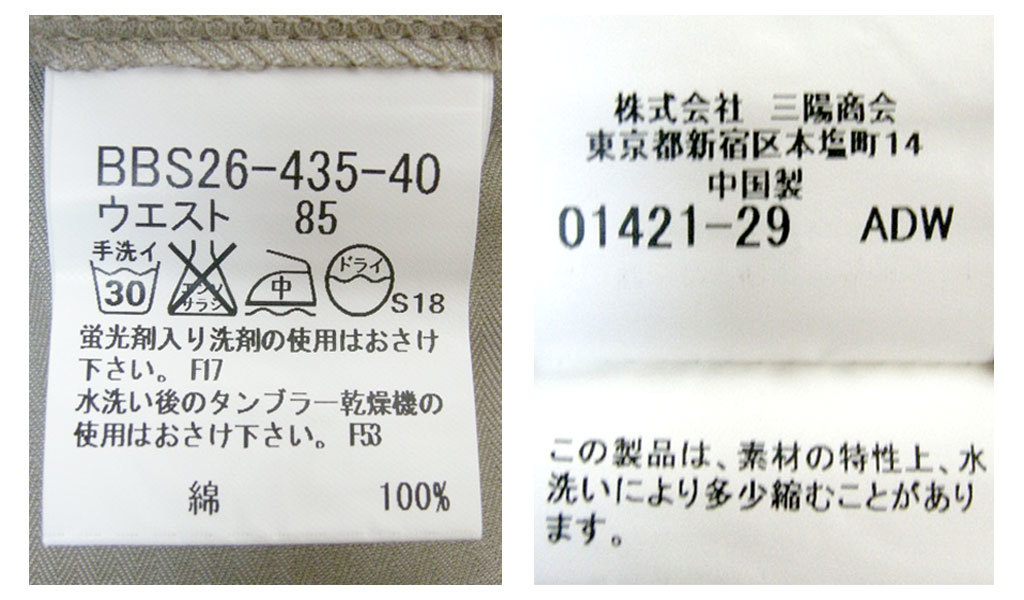 BBS26-435-40
ウエスト 85
手洗イ
30
エンソ
サラシ
中
ドライ
S18
蛍光剤入り洗剤の使用はおさけ
下さい。F17
水洗い後のタンブラー乾燥機の
使用はおさけ下さい。F53
綿 100%
株式会社 三陽商会
東京都新宿区本塩町14
中国製
01421-29 ADW
この製品は、素材の特性上、水
洗いにより多少縮むことがあり
ます。